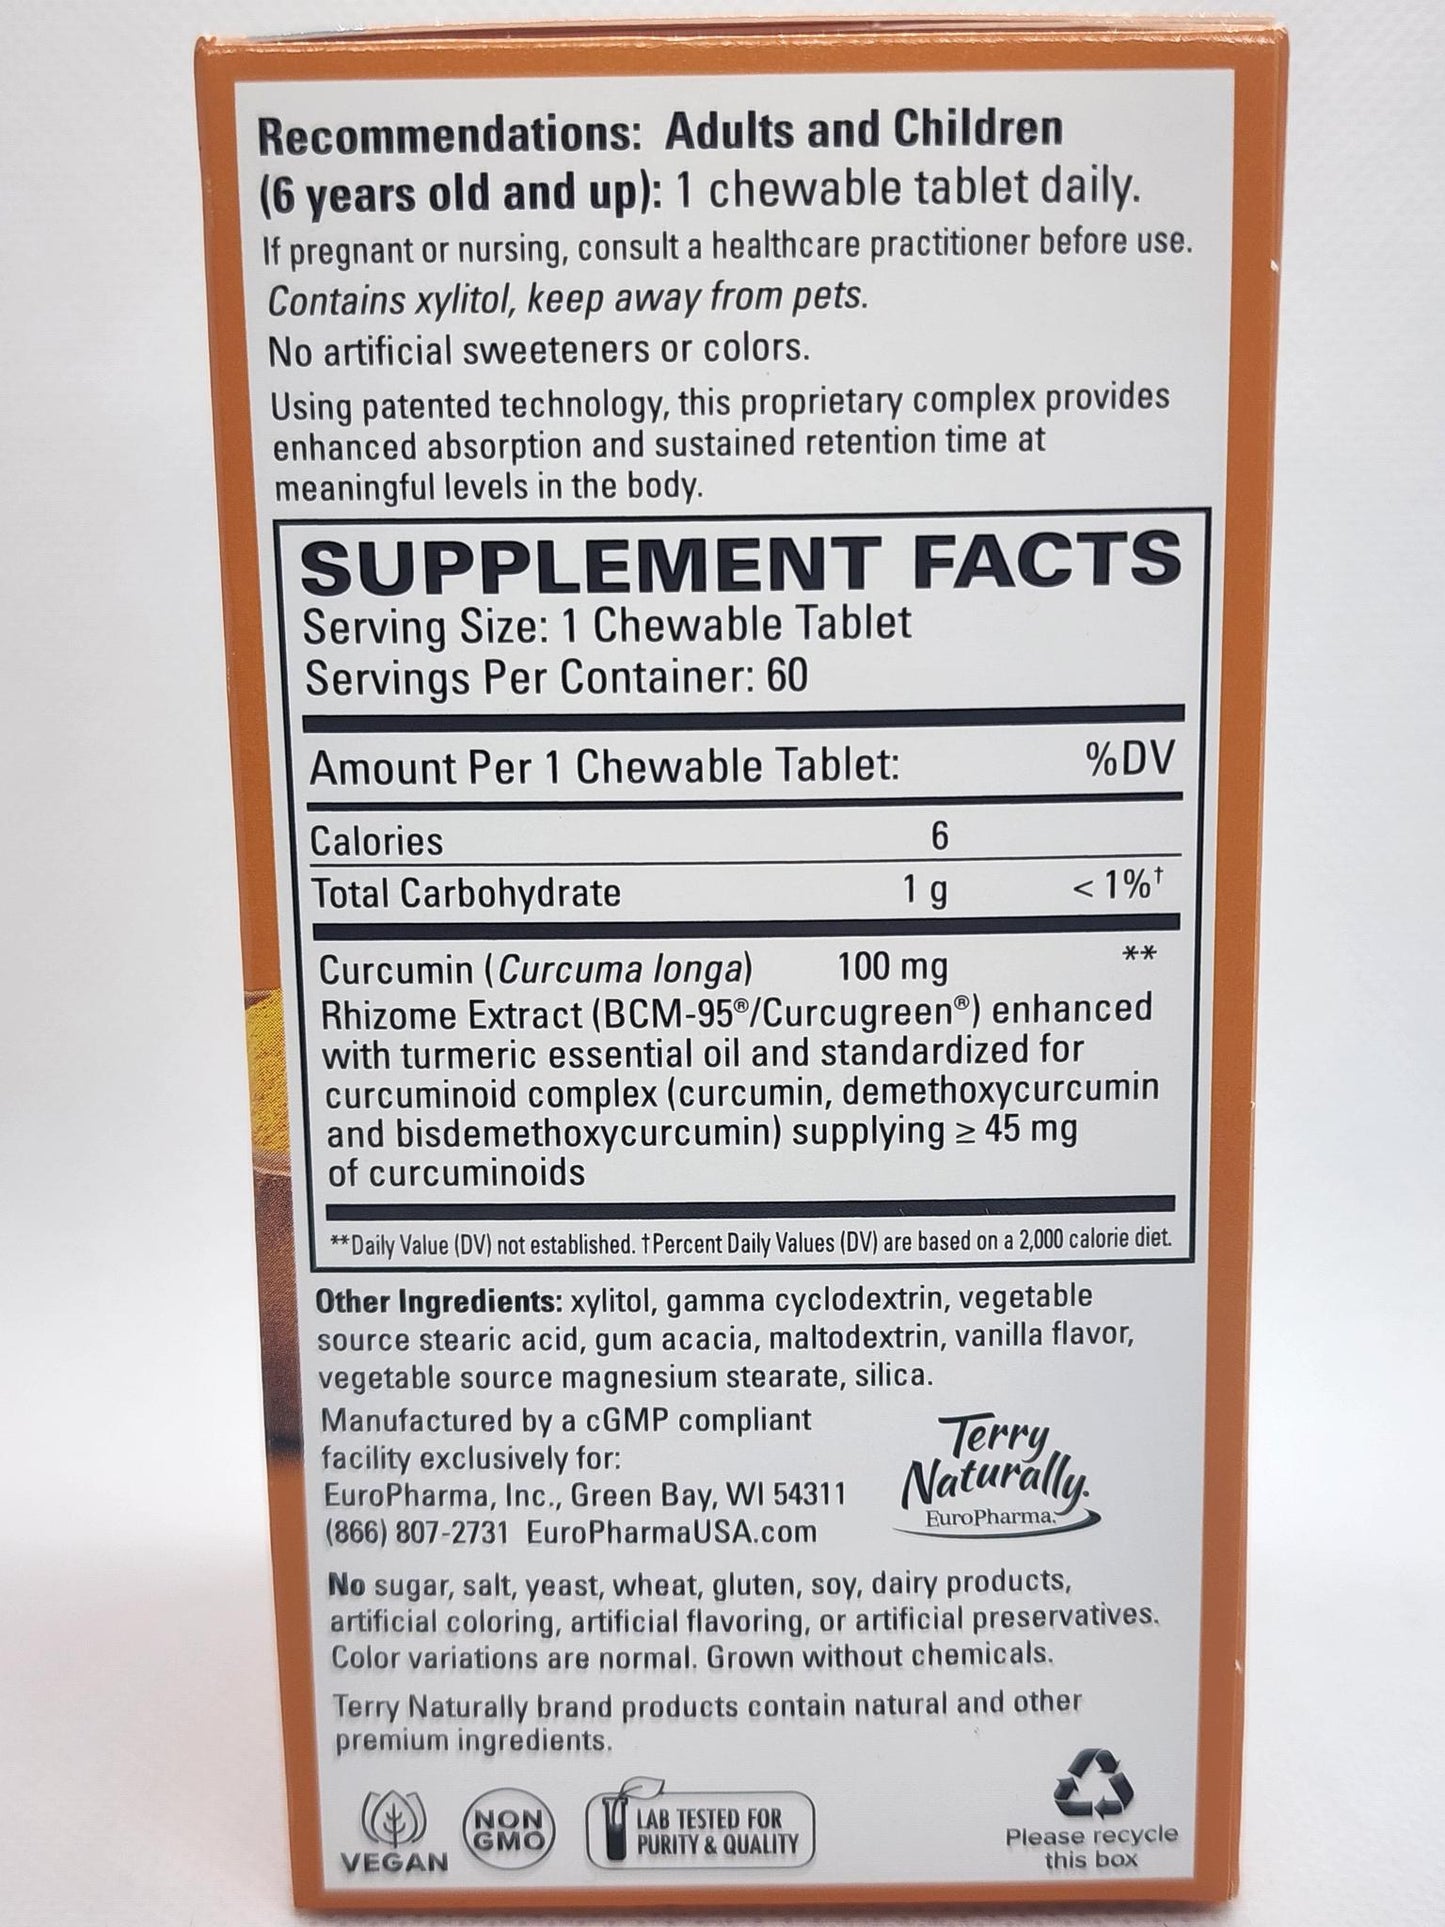 Recommendations: Adults and Children
(6 years old and up): 1 chewable tablet daily.
If pregnant or nursing, consult a healthcare practitioner before use.
Contains xylitol, keep away from pets.
No artificial sweeteners or colors.
Using patented technology, this proprietary complex provides
enhanced absorption and sustained retention time at
meaningful levels in the body.
SUPPLEMENT FACTS
Serving Size: 1 Chewable Tablet
Servings Per Container: 60
Amount Per 1 Chewable Tablet: %DV
Calories 6
Total Carbohydrate 1 g < 1%†
Curcumin (Curcuma longa) 100 mg **
Rhizome Extract (BCM-95®/Curcugreen®) enhanced
with turmeric essential oil and standardized for
curcuminoid complex (curcumin, demethoxycurcumin
and bisdemethoxycurcumin) supplying ≥ 45 mg
of curcuminoids
**Daily Value (DV) not established. †Percent Daily Values (DV) are based on a 2,000 calorie diet.
Other Ingredients: xylitol, gamma cyclodextrin, vegetable
source stearic acid, gum acacia, maltodextrin, vanilla flavor,
vegetable source magnesium stearate, silica.
Manufactured by a cGMP compliant
facility exclusively for:
EuroPharma, Inc., Green Bay, WI 54311
(866) 807-2731 EuroPharmaUSA.com
Terry
Naturally.
EuroPharma.
No sugar, salt, yeast, wheat, gluten, soy, dairy products,
artificial coloring, artificial flavoring, or artificial preservatives.
Color variations are normal. Grown without chemicals.
Terry Naturally brand products contain natural and other
premium ingredients.
VEGAN
NON
GMO
LAB TESTED FOR
PURITY & QUALITY
Please recycle
this box